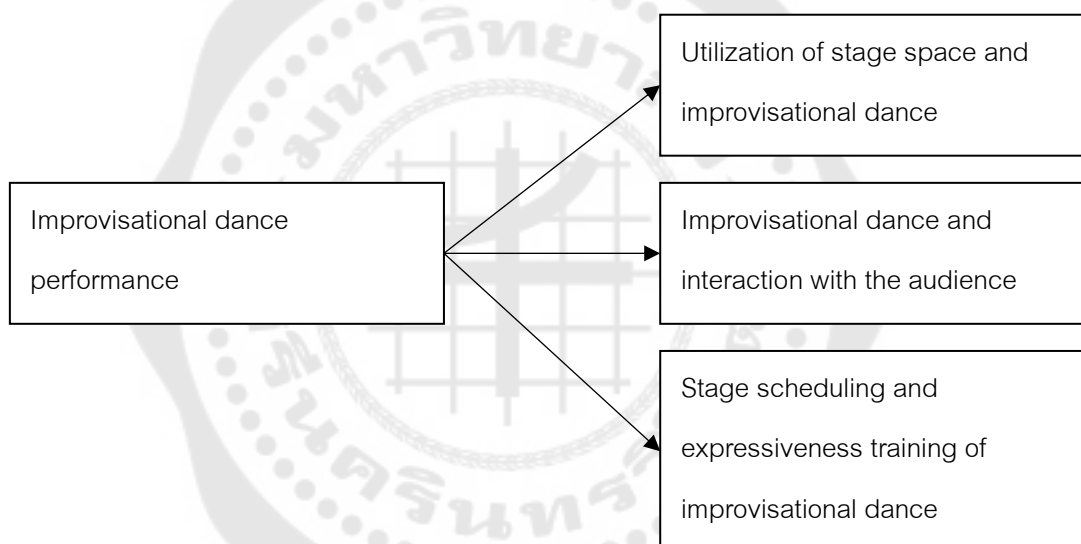 Utilization of stage space and
improvisational dance
Improvisational dance
performance
Improvisational dance and
interaction with the audience
Stage scheduling and
expressiveness training of
improvisational dance